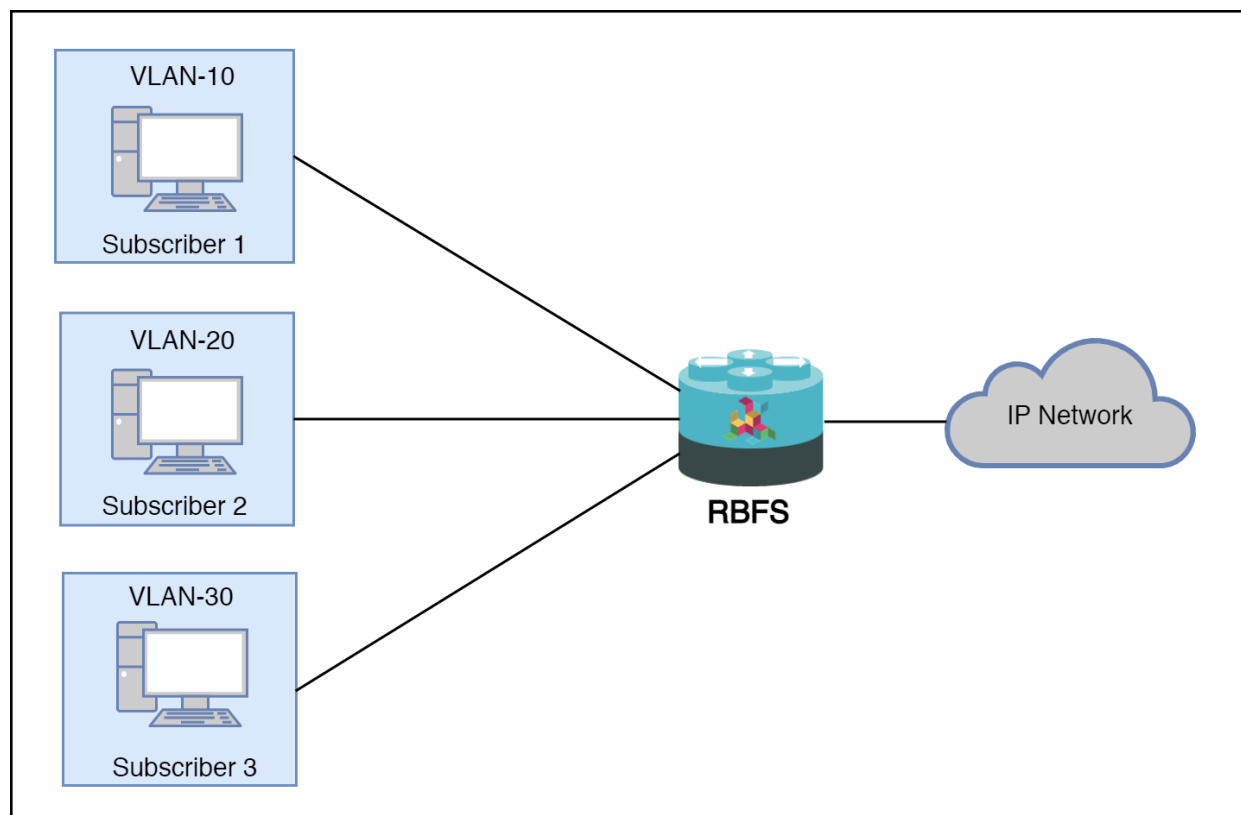 VLAN-10
Subscriber 1
VLAN-20
Subscriber 2
VLAN-30
Subscriber 3
RBFS
IP Network